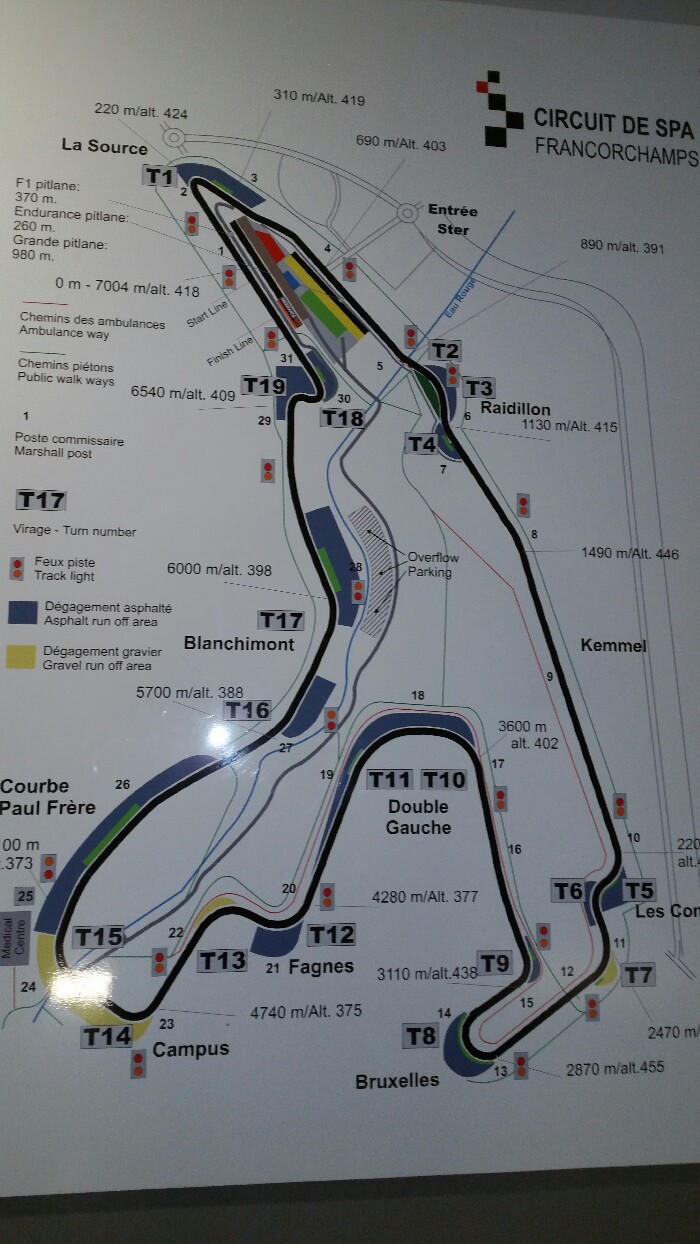 CIRCUIT DE SPA
FRANCORCHAMPS
220 m/alt. 424
310 m/Alt. 419
690 m/Alt. 403
La Source
T1
3
2
F1 pitlane:
370 m.
Endurance pitlane:
260 m.
Grande pitlane:
980 m.
1
4
Entrée
Ster
890 m/alt. 391
Eau Rouge
0 m - 7004 m/alt. 418
Start Line
Finish Line
Chemins des ambulances
Ambulance way
Chemins piétons
Public walk ways
31
T19
30
T18
29
6540 m/alt. 409
5
T2
T3
6
Raidillon
1130 m/Alt. 415
T4
7
1
Poste commissaire
Marshall post
T17
Virage - Turn number
Feux piste
Track light
Dégagement asphalté
Asphalt run off area
Dégagement gravier
Gravel run off area
8
1490 m/Alt. 446
Overflow
Parking
28
6000 m/alt. 398
T17
Blanchimont
Kemmel
9
5700 m/alt. 388
T16
27
18
3600 m
alt. 402
17
19
T11
T10
Double
Gauche
16
26
Courbe
Paul Frère
00 m
.373
25
Medical
Centre
24
T15
22
20
4280 m/Alt. 377
T12
T13
21
Fagnes
10
220
alt.
T6
T5
Les Com
11
T7
12
T9
3110 m/alt.438
15
2470 m/
4740 m/Alt. 375
T14
23
Campus
14
T8
13
2870 m/alt.455
Bruxelles